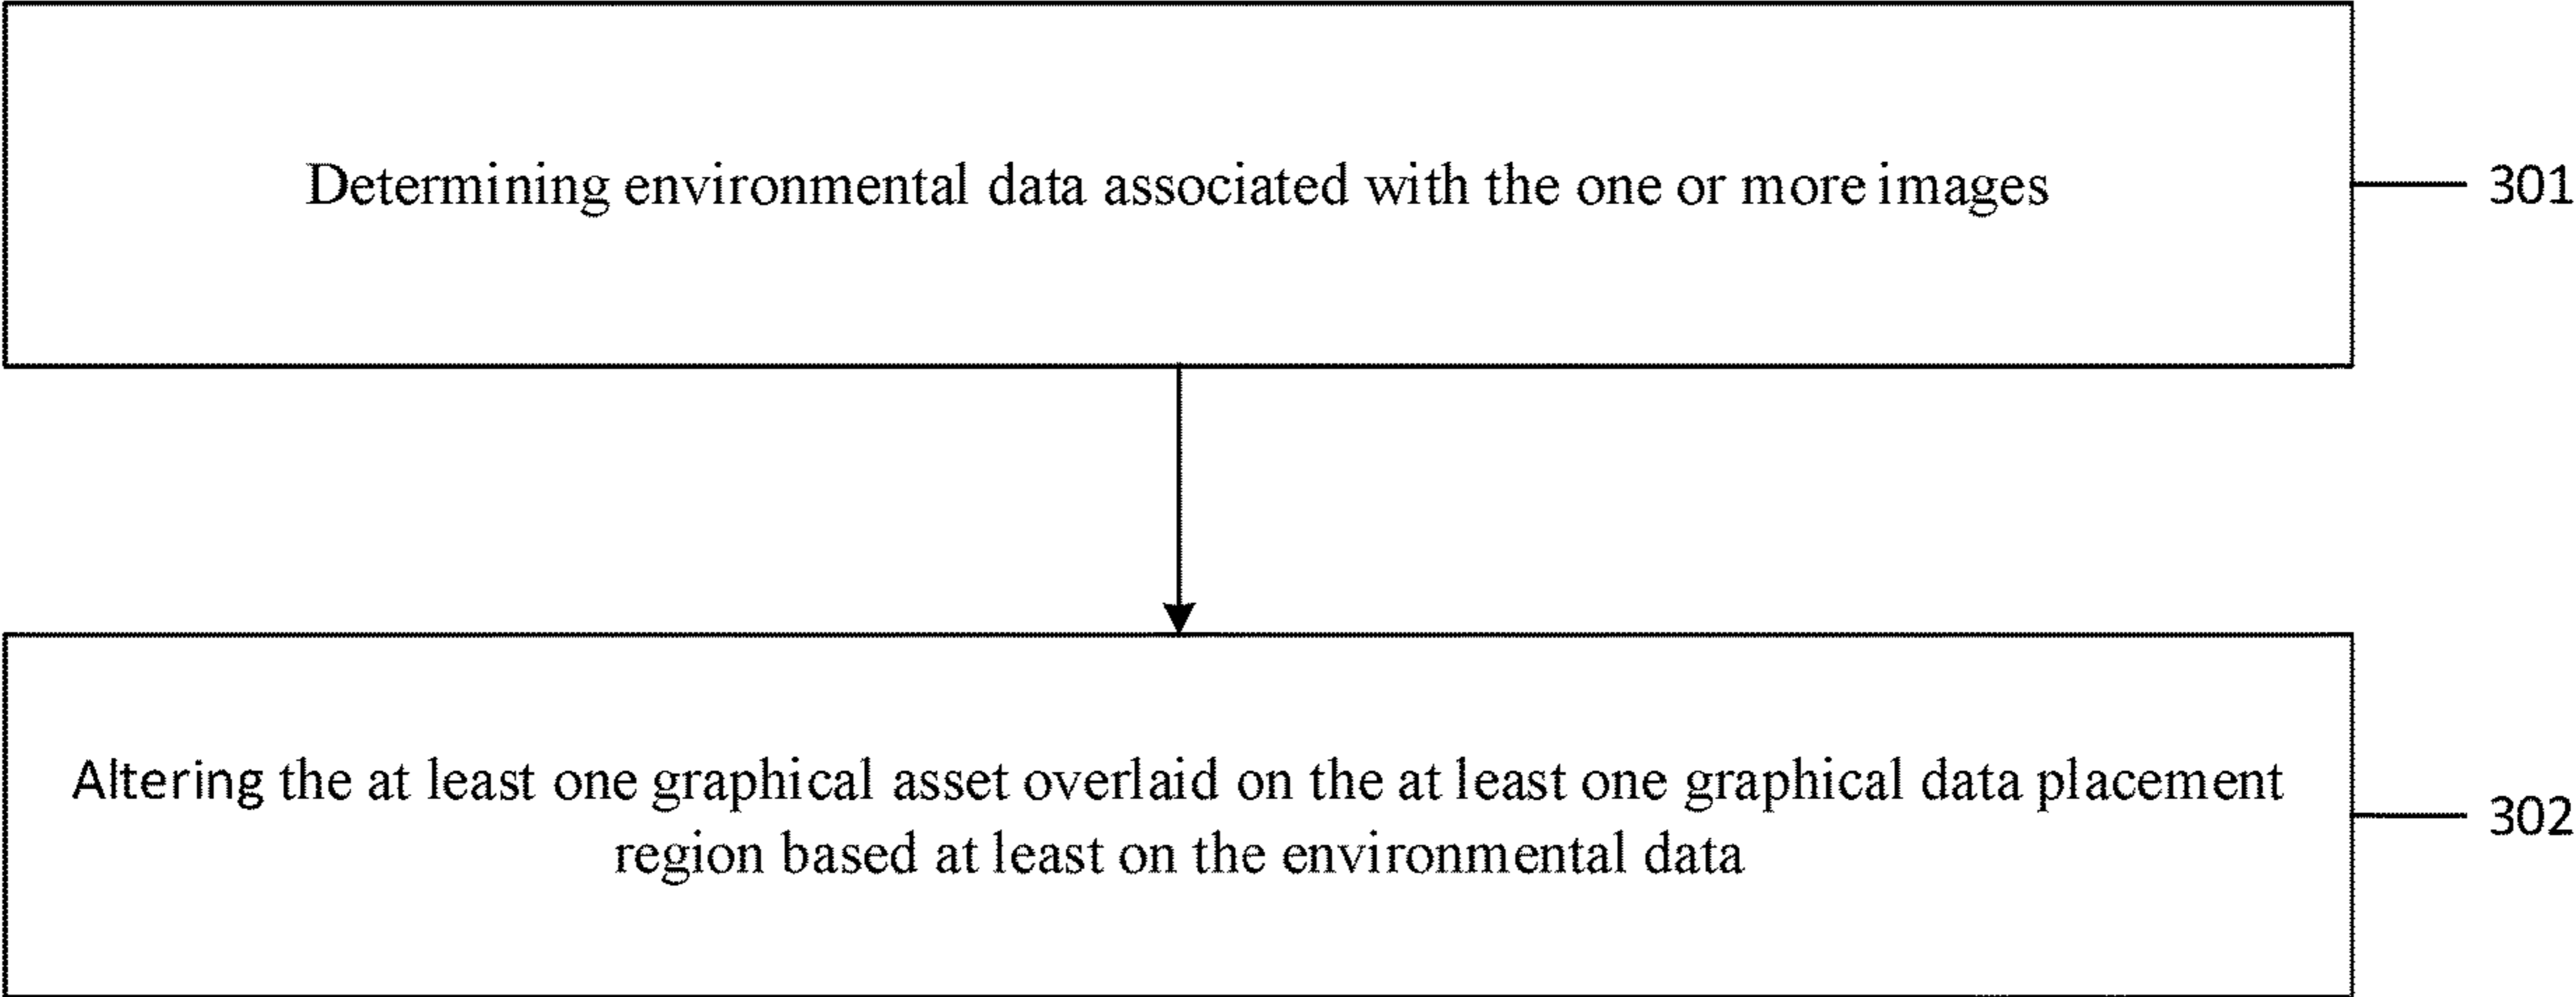 Determining environmental data associated with the one or more images
301
Altering the at least one graphical asset overlaid on the at least one graphical data placement
region based at least on the environmental data
302